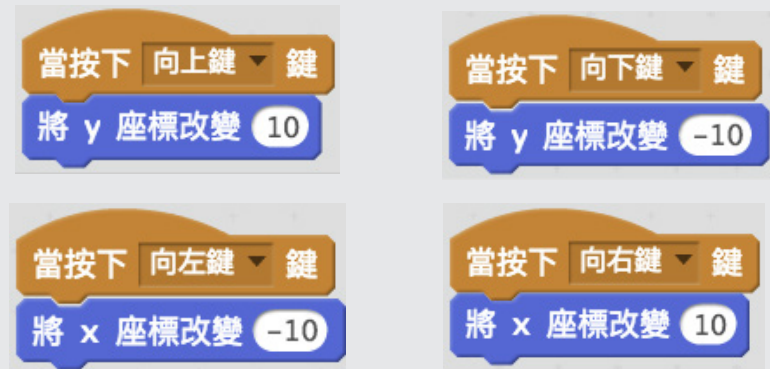 當按下 向上鍵 鍵
將 y 座標改變 10
當按下 向下鍵 鍵
將 y 座標改變 -10
當按下 向左鍵 鍵
將 x 座標改變 -10
當按下 向右鍵 鍵
將 x 座標改變 10